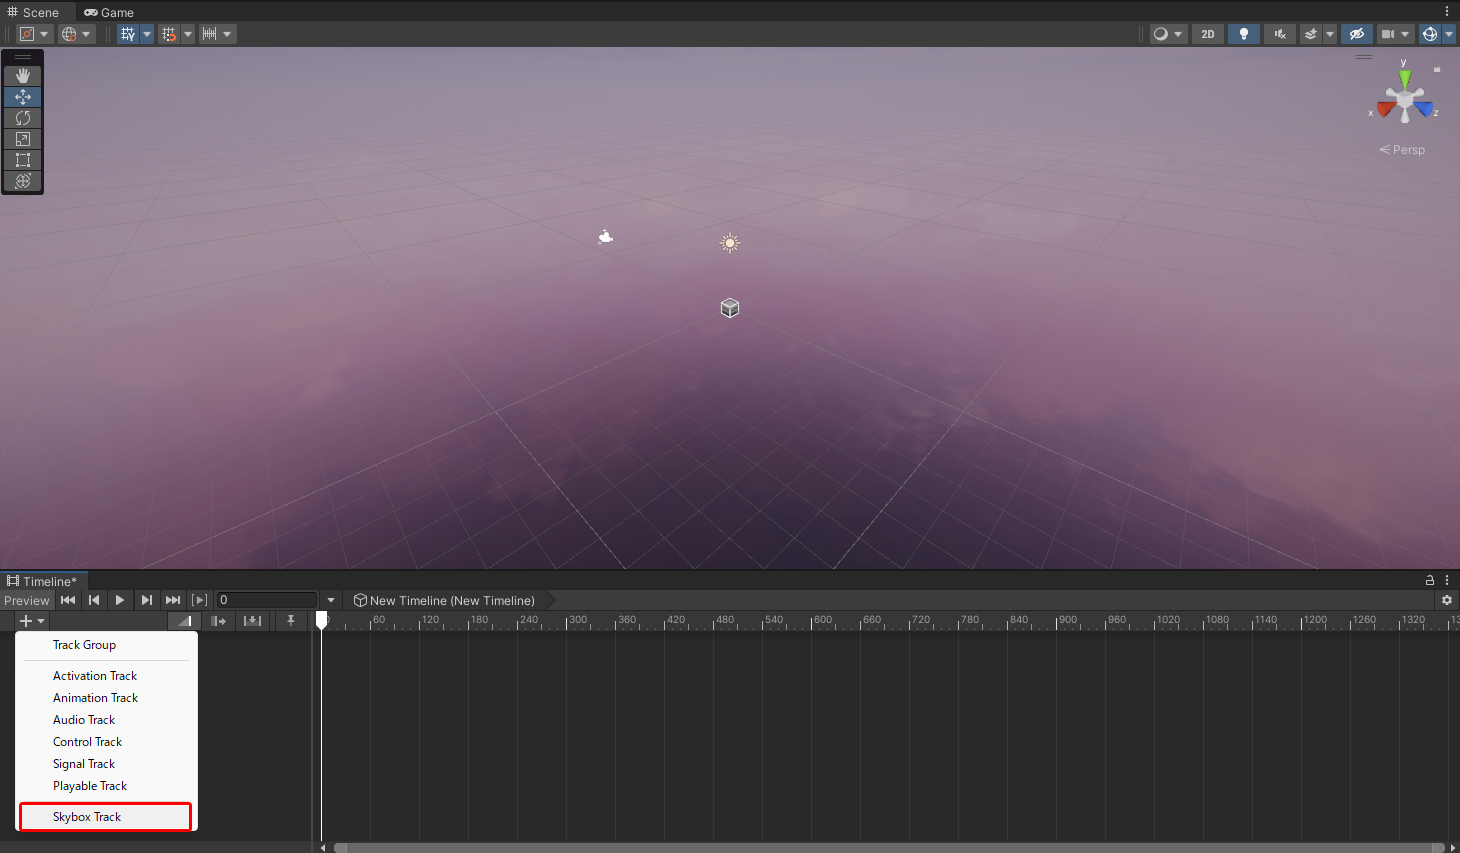 Scene Game
2D
y
x z
Persp
Timeline*
Preview 0 New Timeline (New Timeline)
60 120 180 240 300 360 420 480 540 600 660 720 780 840 900 960 1020 1080 1140 1200 1260 1320
Track Group
Activation Track
Animation Track
Audio Track
Control Track
Signal Track
Playable Track
Skybox Track